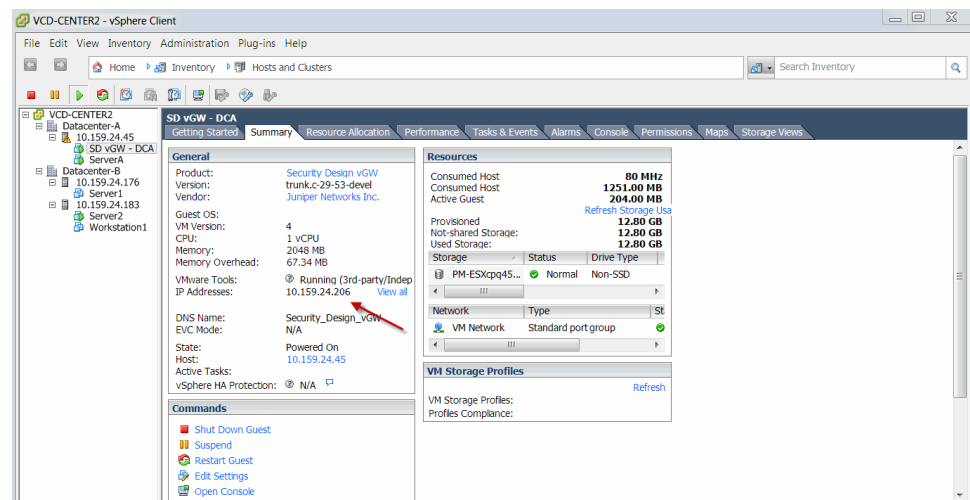 VCD-CENTER2 - vSphere Client
File Edit View Inventory Administration Plug-ins Help
Home Inventory Hosts and Clusters
Search Inventory
VCD-CENTER2
Datacenter-A
10.159.24.45
SD vGW - DCA
ServerA
Datacenter-B
10.159.24.176
Server1
10.159.24.183
Server2
Workstation1
SD vGW - DCA
Getting Started Summary Resource Allocation Performance Tasks & Events Alarms Console Permissions Maps Storage Views
General
Product: Security Design vGW
Version: trunk.c-29-53-devel
Vendor: Juniper Networks Inc.
Guest OS:
VM Version: 4
CPU: 1 vCPU
Memory: 2048 MB
Memory Overhead: 67.34 MB
VMware Tools: Running (3rd-party/Indep
IP Addresses: 10.159.24.206 View all
DNS Name: Security_Design_vGW
EVC Mode: N/A
State: Powered On
Host: 10.159.24.45
Active Tasks:
vSphere HA Protection: N/A
Commands
Shut Down Guest
Suspend
Restart Guest
Edit Settings
Open Console
Resources
Consumed Host 80 MHz
Consumed Host 1251.00 MB
Active Guest 204.00 MB
Refresh Storage Usa
Provisioned 12.80 GB
Not-shared Storage: 12.80 GB
Used Storage: 12.80 GB
Storage Status Drive Type
PM-ESXcpq45... Normal Non-SSD
Network Type St
VM Network Standard port group
VM Storage Profiles
Refresh
VM Storage Profiles:
Profiles Compliance: